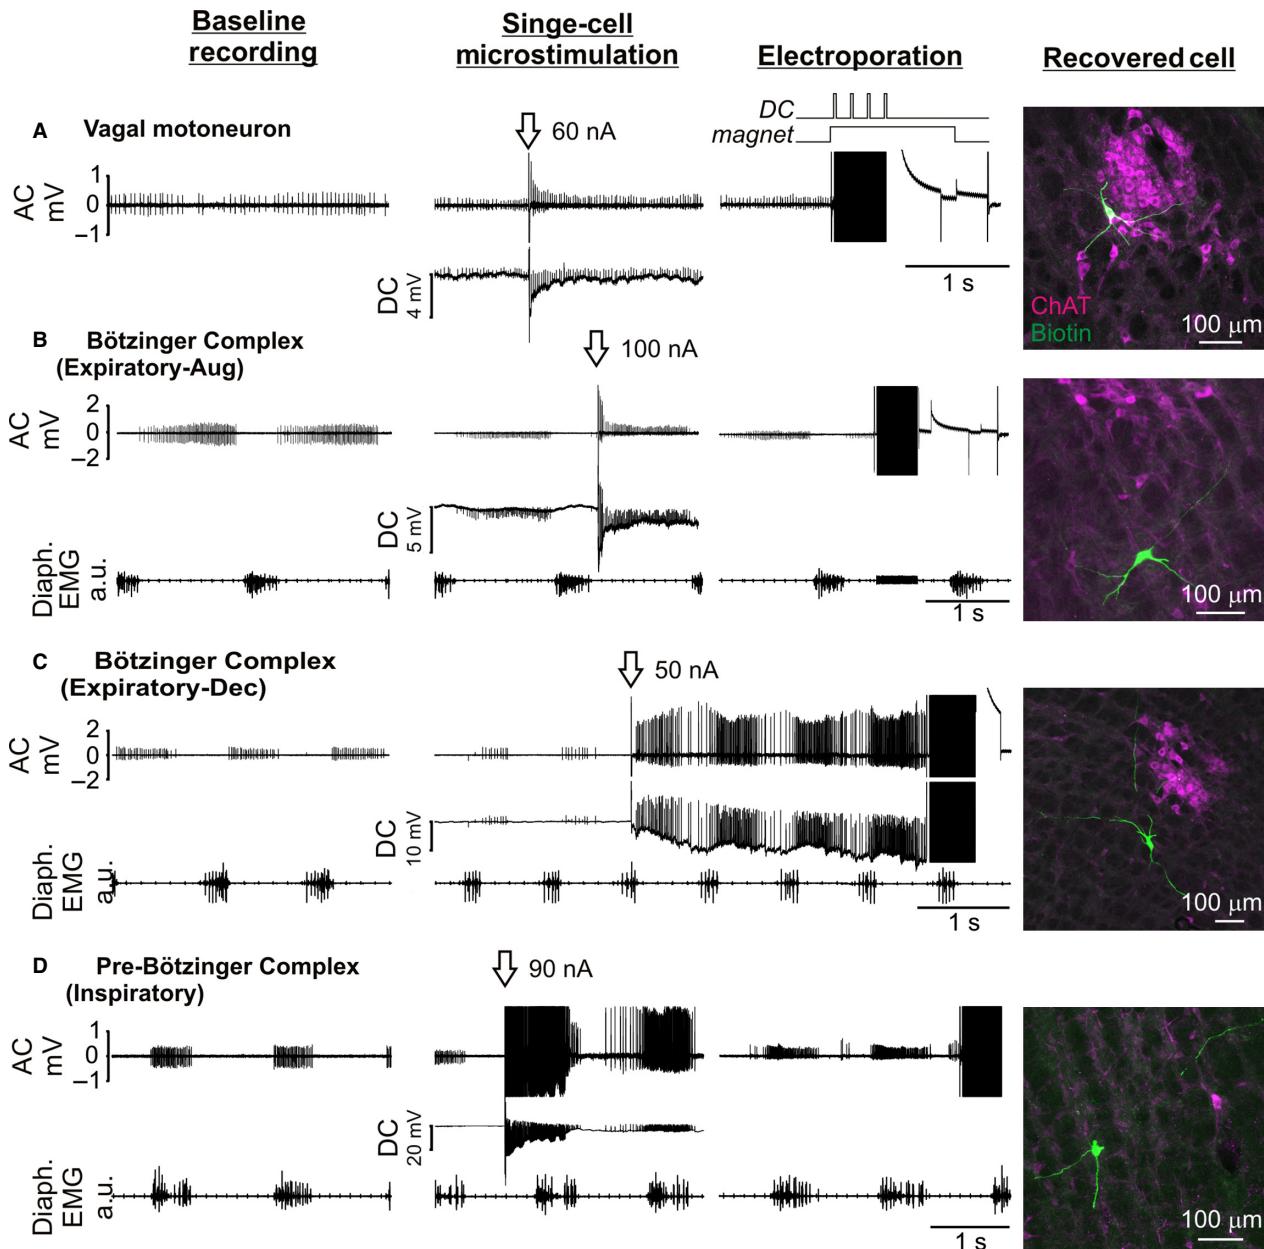 Baseline
recording
Singe-cell
microstimulation
Electroporation
Recovered cell
A Vagal motoneuron
60 nA
DC
magnet
AC
mV
1
0
–1
DC
4 mV
1 s
ChAT
Biotin
100 μm
B Bötzinger Complex
(Expiratory-Aug)
100 nA
AC
mV
2
0
–2
DC
5 mV
Diaph.
EMG
a.u.
1 s
100 μm
C Bötzinger Complex
(Expiratory-Dec)
50 nA
AC
mV
2
0
–2
DC
10 mV
Diaph.
EMG
a.u.
1 s
100 μm
D Pre-Bötzinger Complex
(Inspiratory)
90 nA
AC
mV
1
0
–1
DC
20 mV
Diaph.
EMG
a.u.
1 s
100 μm